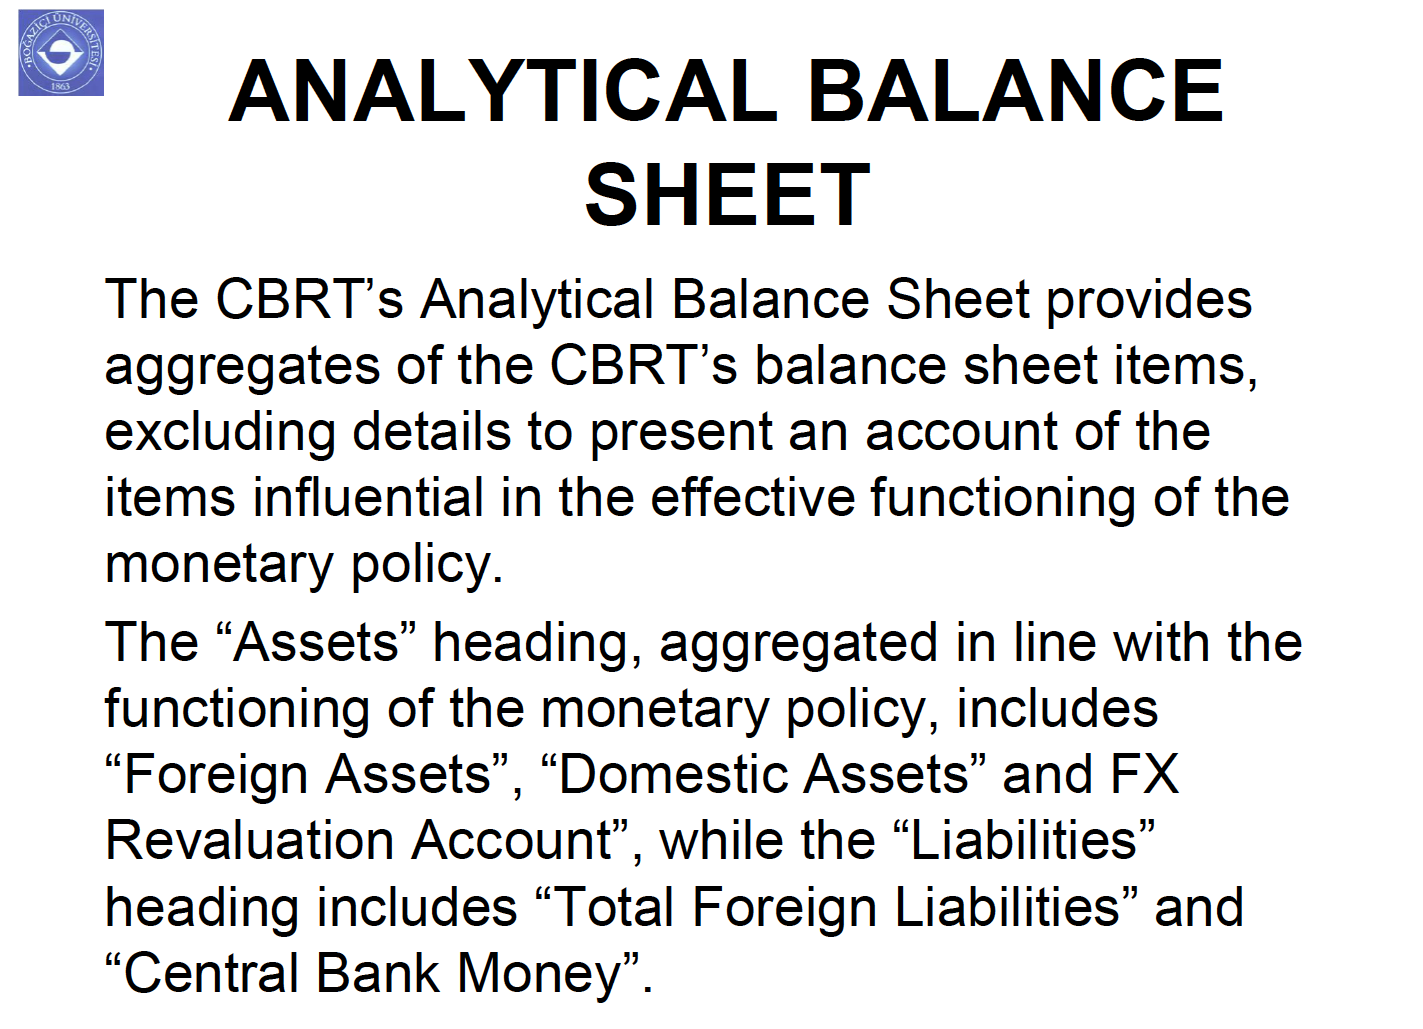 BOĞAZİÇİ ÜNİVERSİTESİ
1863
ANALYTICAL BALANCE
SHEET
The CBRT’s Analytical Balance Sheet provides
aggregates of the CBRT’s balance sheet items,
excluding details to present an account of the
items influential in the effective functioning of the
monetary policy.
The “Assets” heading, aggregated in line with the
functioning of the monetary policy, includes
“Foreign Assets”, “Domestic Assets” and FX
Revaluation Account”, while the “Liabilities”
heading includes “Total Foreign Liabilities” and
“Central Bank Money”.